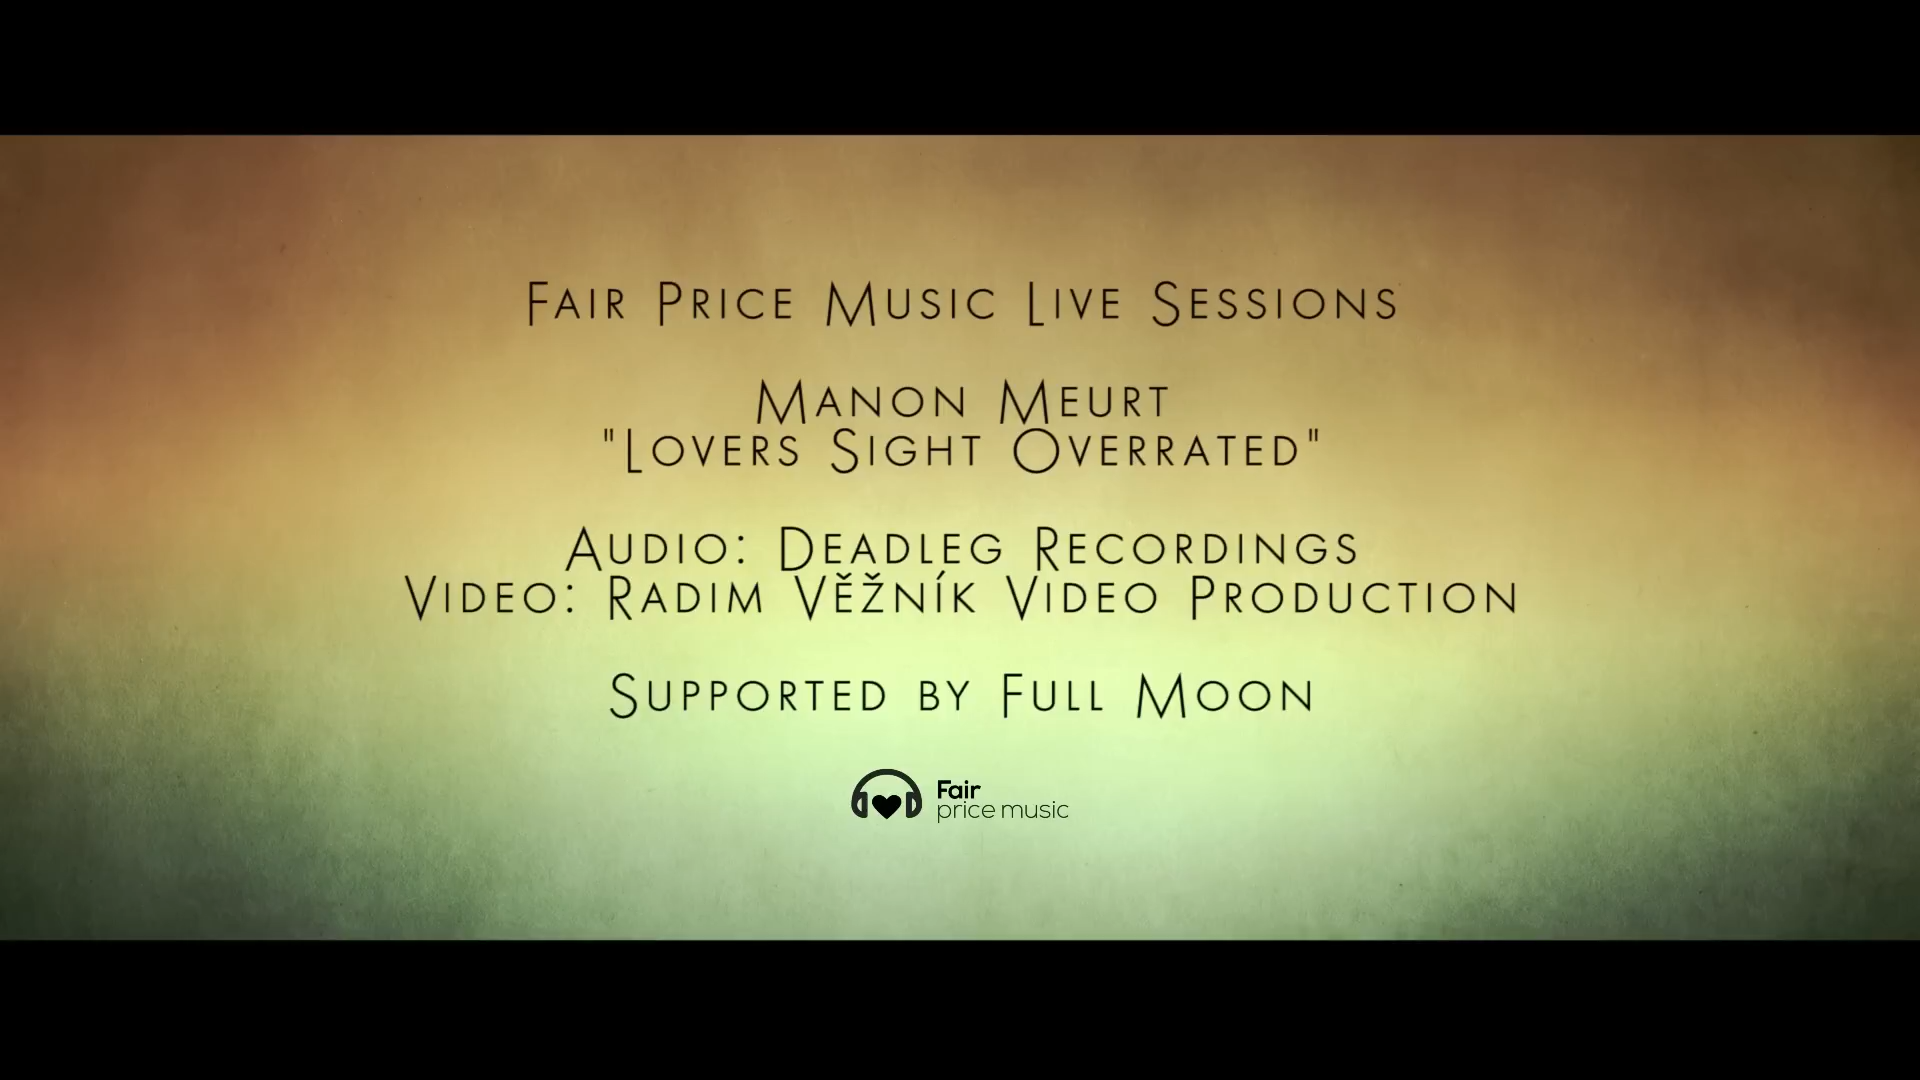 Fair Price Music Live Sessions
Manon Meurt
"Lovers Sight Overrated"
Audio: Deadleg Recordings
Video: Radim Věžník Video Production
Supported by Full Moon
Fair
price music